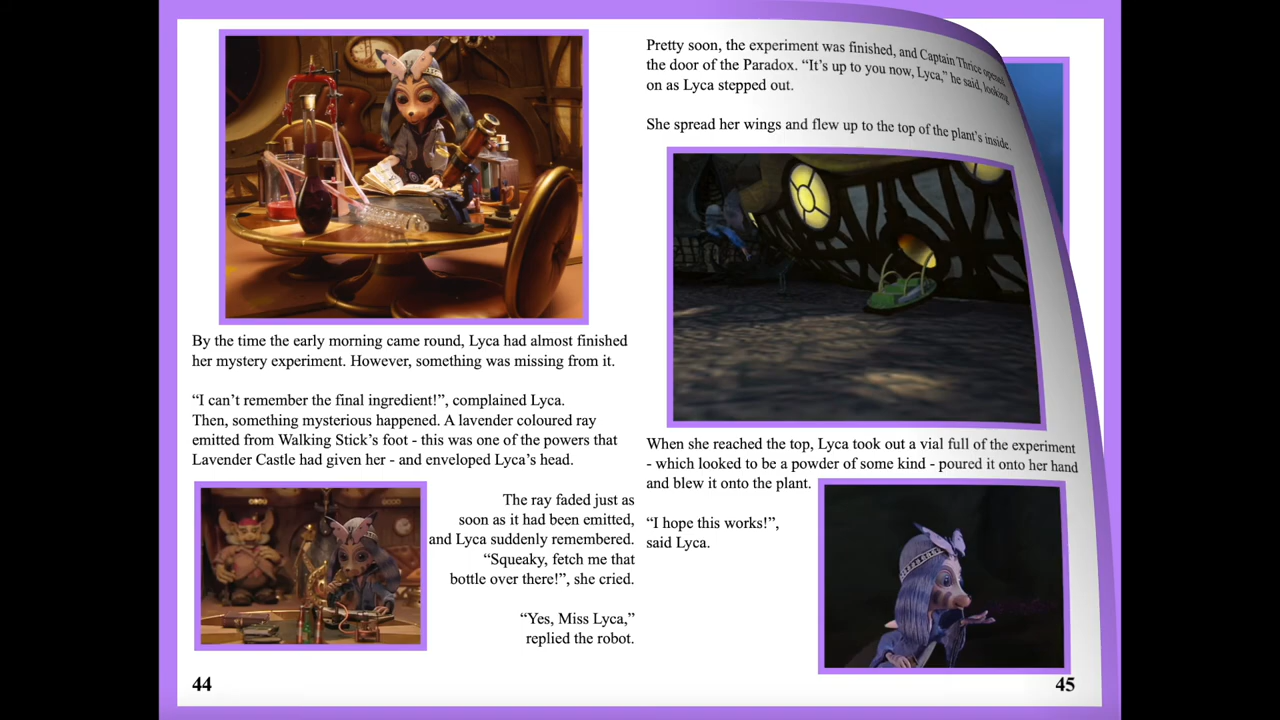 By the time the early morning came round, Lyca had almost finished
her mystery experiment. However, something was missing from it.
“I can’t remember the final ingredient!”, complained Lyca.
Then, something mysterious happened. A lavender coloured ray
emitted from Walking Stick’s foot - this was one of the powers that
Lavender Castle had given her - and enveloped Lyca’s head.
The ray faded just as
soon as it had been emitted,
and Lyca suddenly remembered.
“Squeaky, fetch me that
bottle over there!”, she cried.
“Yes, Miss Lyca,”
replied the robot.
44
Pretty soon, the experiment was finished, and Captain Thrice opened
the door of the Paradox. “It’s up to you now, Lyca,” he said, looking
on as Lyca stepped out.
She spread her wings and flew up to the top of the plant’s inside.
When she reached the top, Lyca took out a vial full of the experiment
- which looked to be a powder of some kind - poured it onto her hand
and blew it onto the plant.
“I hope this works!”,
said Lyca.
45